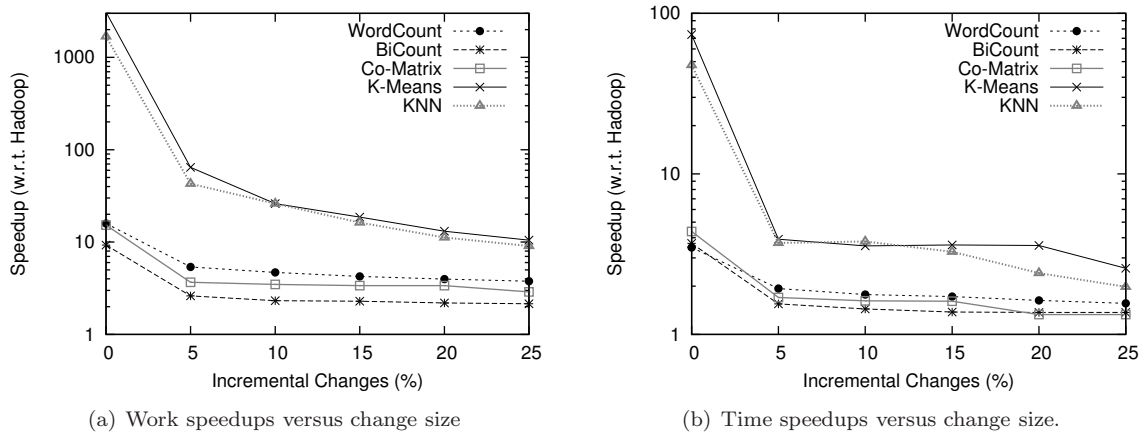 1000
100
10
1
Speedup (w.r.t. Hadoop)
WordCount
BiCount
Co-Matrix
K-Means
KNN
0 5 10 15 20 25
Incremental Changes (%)
(a) Work speedups versus change size
100
10
1
Speedup (w.r.t. Hadoop)
WordCount
BiCount
Co-Matrix
K-Means
KNN
0 5 10 15 20 25
Incremental Changes (%)
(b) Time speedups versus change size.